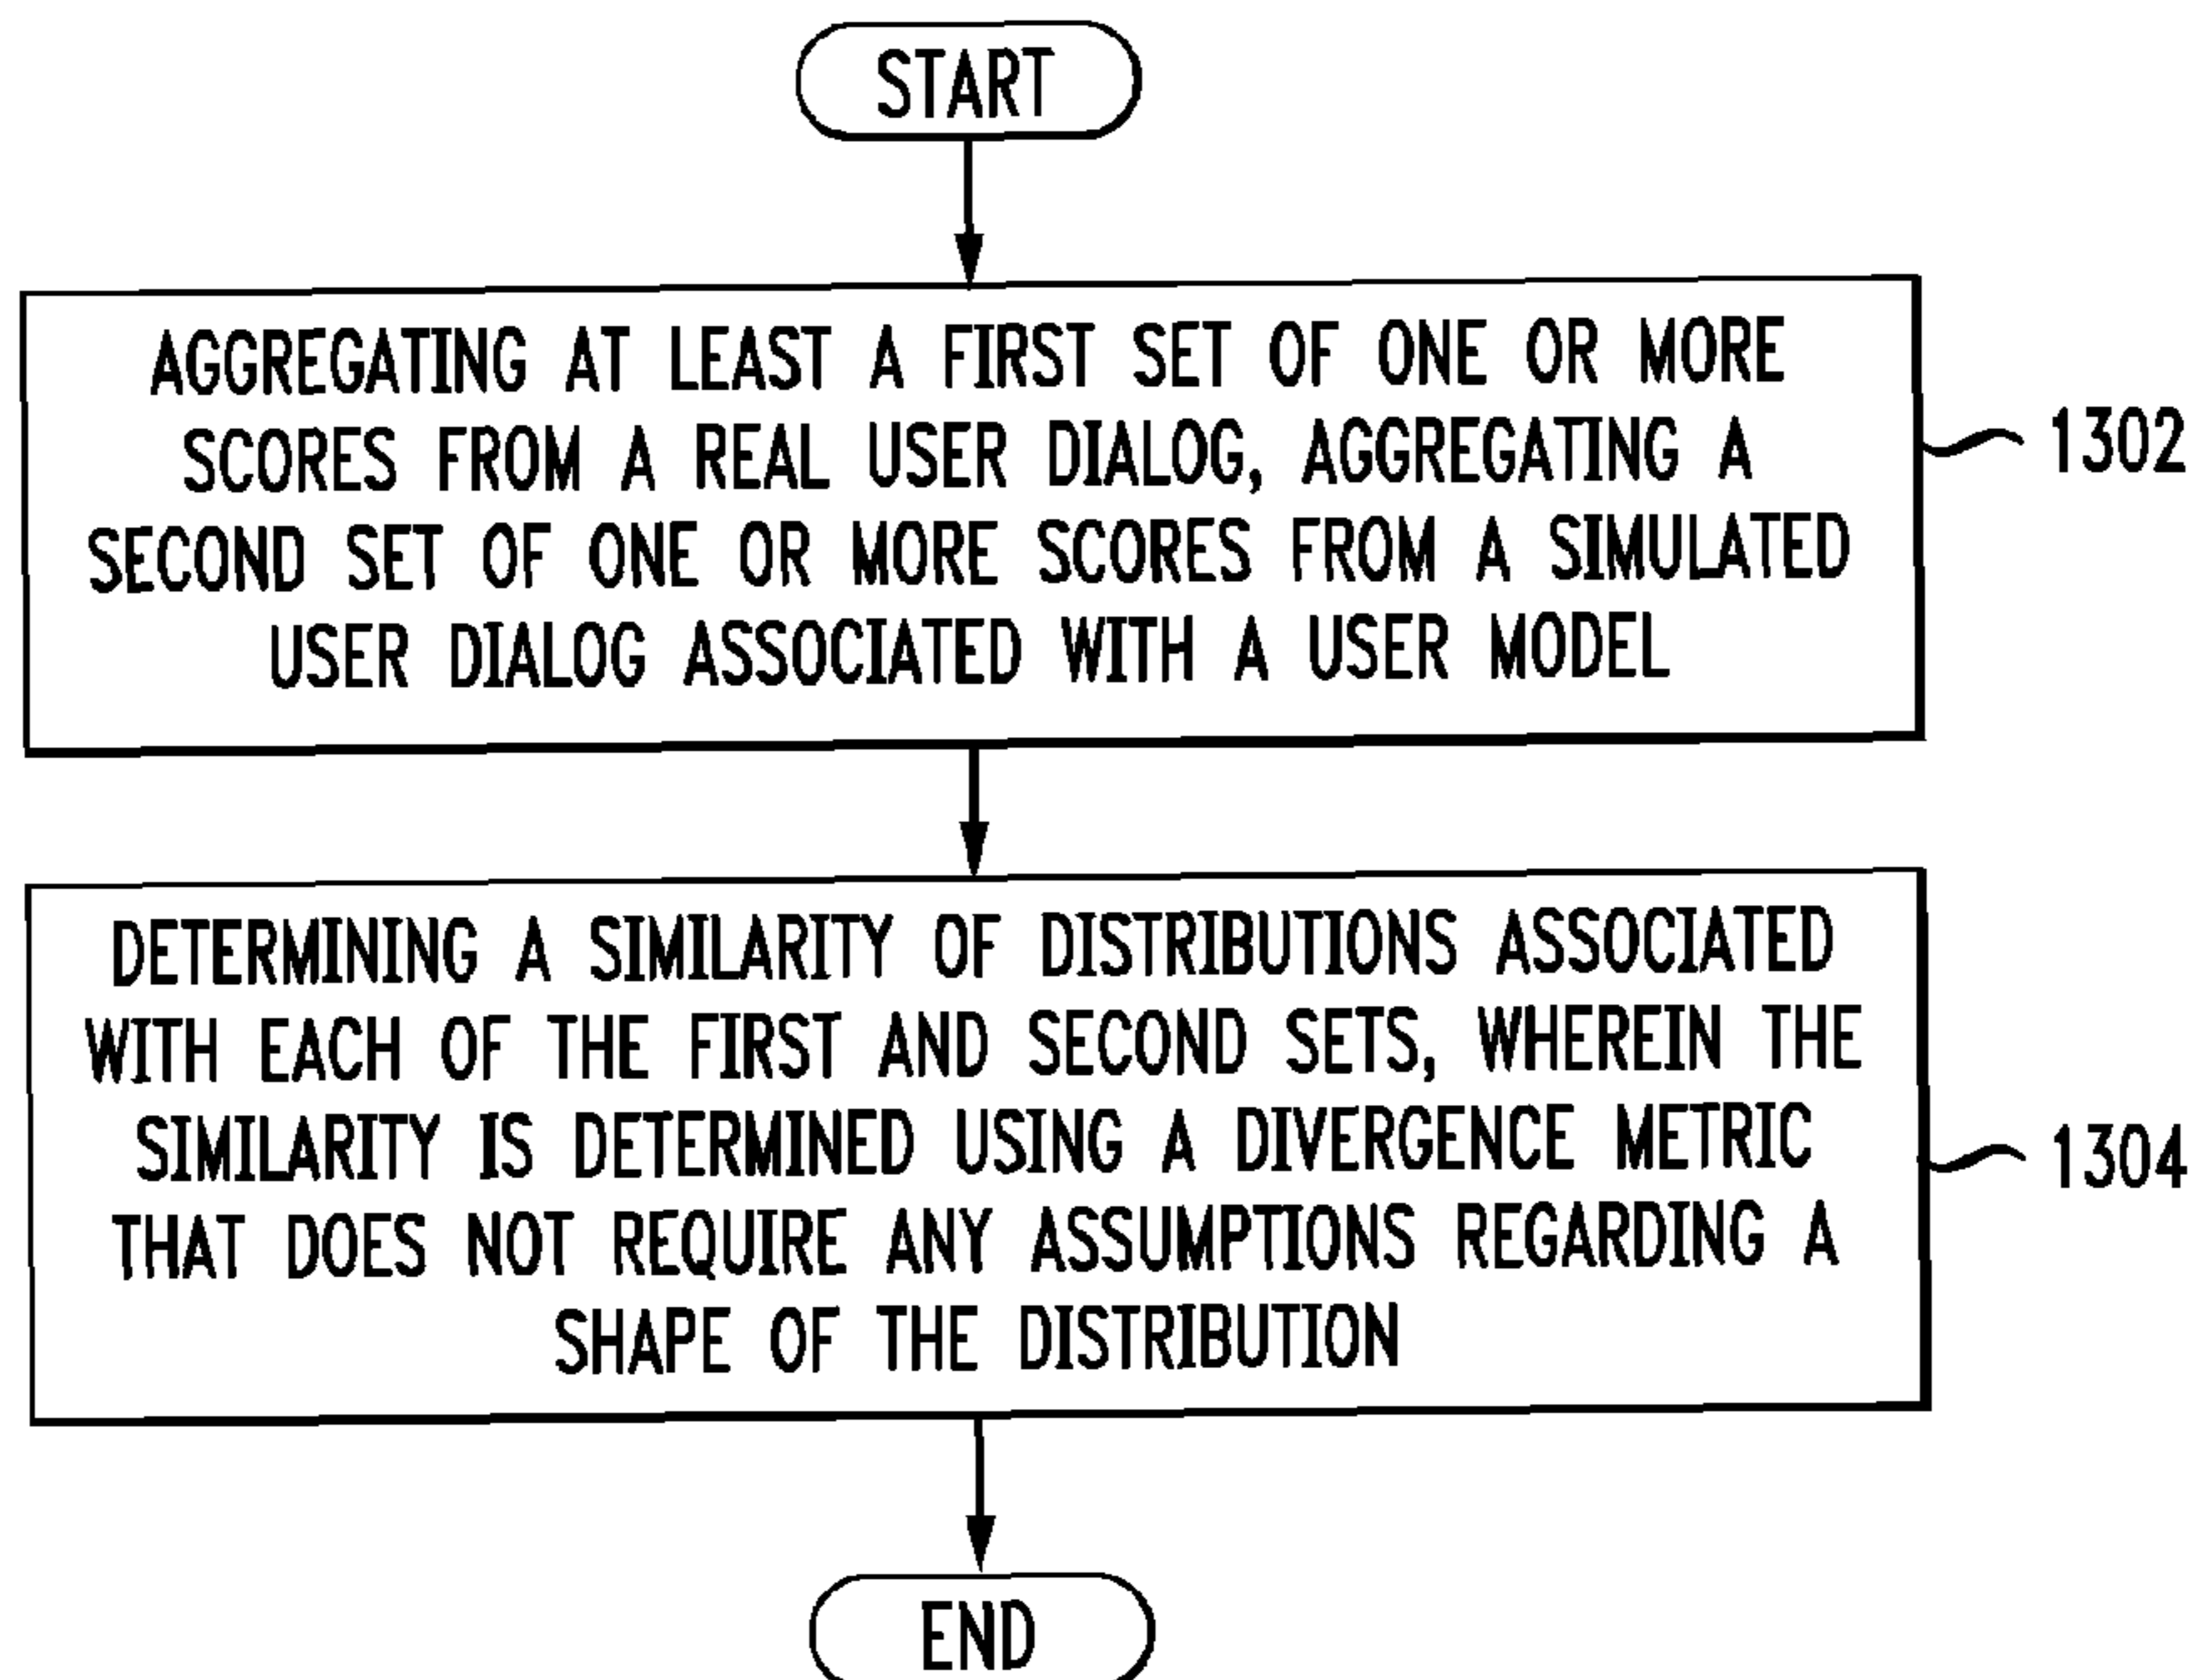 START
AGGREGATING AT LEAST A FIRST SET OF ONE OR MORE
SCORES FROM A REAL USER DIALOG, AGGREGATING A
SECOND SET OF ONE OR MORE SCORES FROM A SIMULATED
USER DIALOG ASSOCIATED WITH A USER MODEL
1302
DETERMINING A SIMILARITY OF DISTRIBUTIONS ASSOCIATED
WITH EACH OF THE FIRST AND SECOND SETS, WHEREIN THE
SIMILARITY IS DETERMINED USING A DIVERGENCE METRIC
THAT DOES NOT REQUIRE ANY ASSUMPTIONS REGARDING A
SHAPE OF THE DISTRIBUTION
1304
END